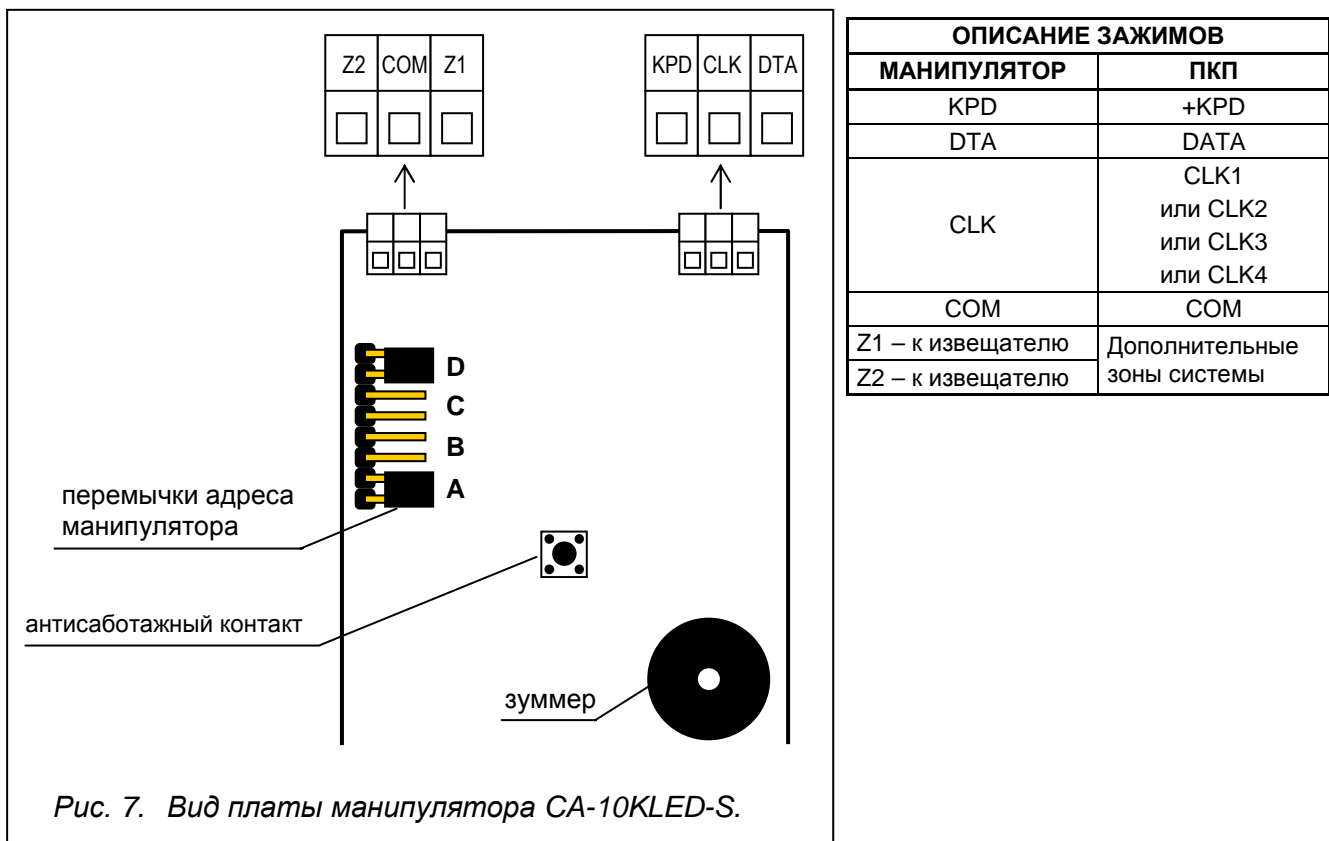 Z2 COM Z1
KPD CLK DTA
D
C
B
A
перемычки адреса
манипулятора
антисаботажный контакт
зуммер
Рис. 7. Вид платы манипулятора CA-10KLED-S.
ОПИСАНИЕ ЗАЖИМОВ
МАНИПУЛЯТОР ПКП
KPD +KPD
DTA DATA
CLK CLK1
или CLK2
или CLK3
или CLK4
COM COM
Z1 – к извещателю Дополнительные
Z2 – к извещателю зоны системы